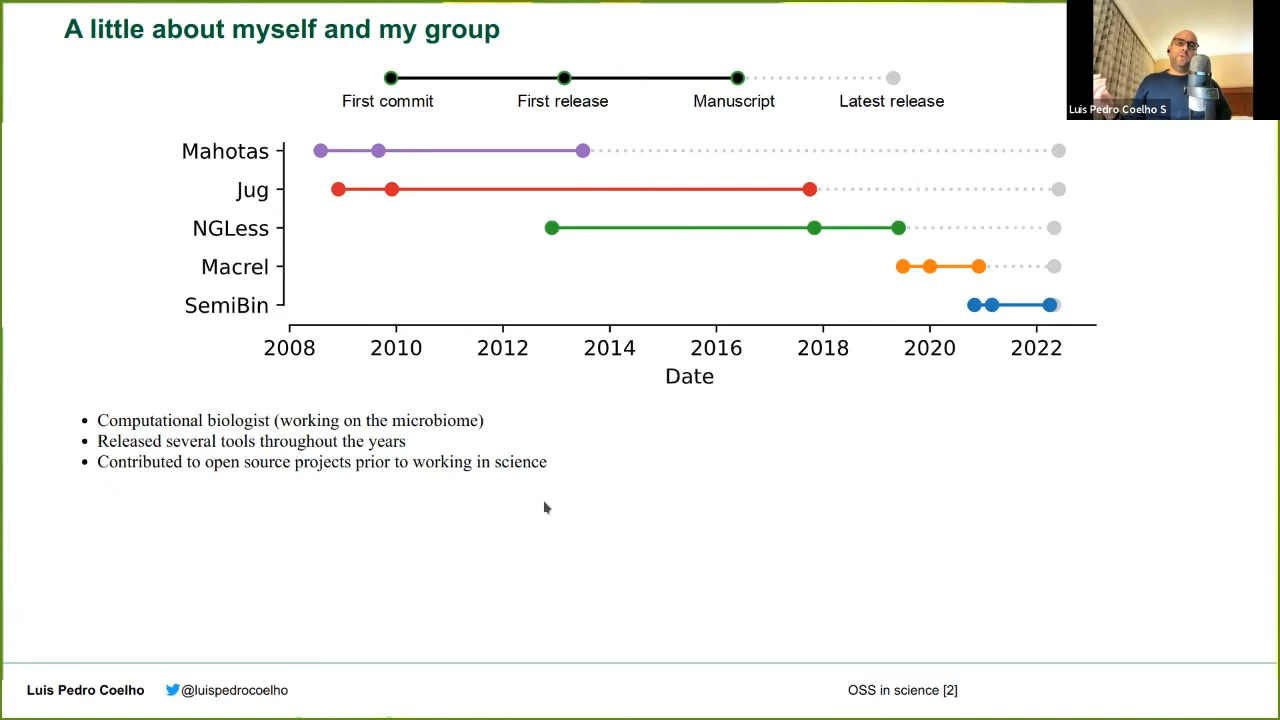 A little about myself and my group
First commit First release Manuscript Latest release
Luis Pedro Coelho S
Mahotas
Jug
NGLess
Macrel
SemiBin
2008 2010 2012 2014 2016 2018 2020 2022
Date
• Computational biologist (working on the microbiome)
• Released several tools throughout the years
• Contributed to open source projects prior to working in science
Luis Pedro Coelho @luispedrocoelho OSS in science [2]